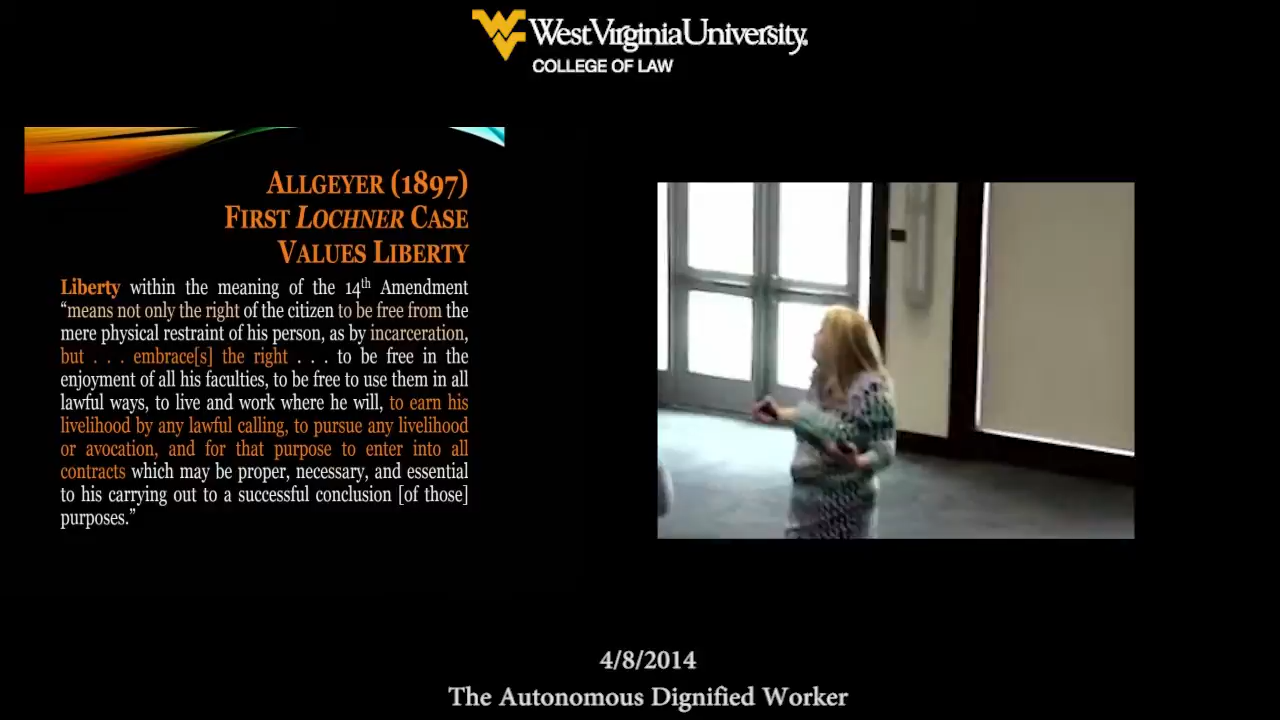 WestVirginiaUniversity.
COLLEGE OF LAW
ALLGEYER (1897)
FIRST LOCHNER CASE
VALUES LIBERTY
Liberty within the meaning of the 14th Amendment
“means not only the right of the citizen to be free from the
mere physical restraint of his person, as by incarceration,
but . . . embrace[s] the right . . . to be free in the
enjoyment of all his faculties, to be free to use them in all
lawful ways, to live and work where he will, to earn his
livelihood by any lawful calling, to pursue any livelihood
or avocation, and for that purpose to enter into all
contracts which may be proper, necessary, and essential
to his carrying out to a successful conclusion [of those]
purposes.”
4/8/2014
The Autonomous Dignified Worker